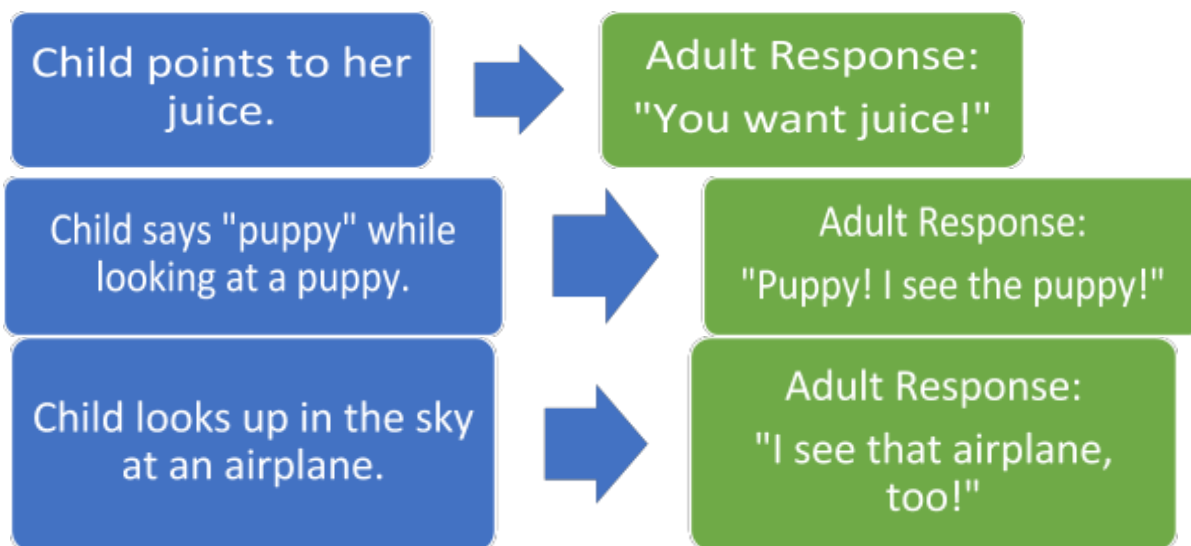 Child points to her
juice.
Adult Response:
"You want juice!"
Child says "puppy" while
looking at a puppy.
Adult Response:
"Puppy! I see the puppy!"
Child looks up in the sky
at an airplane.
Adult Response:
"I see that airplane,
too!"